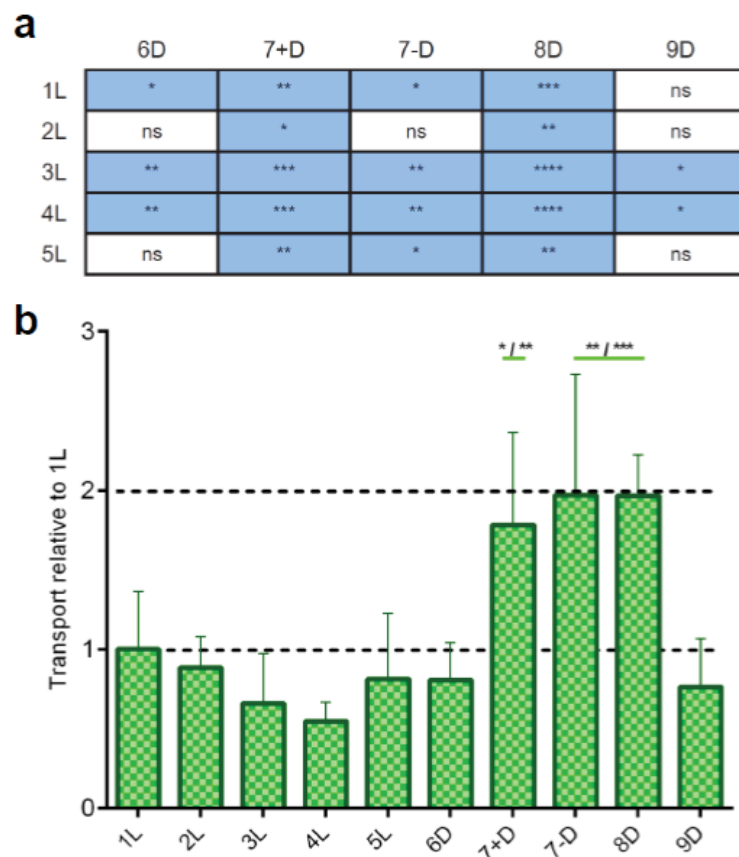 a
6D 7+D 7-D 8D 9D
1L * ** * *** ns
2L ns * ns ** ns
3L ** *** ** **** *
4L ** *** ** **** *
5L ns ** * ** ns
b
3
* / ** ** / ***
2
1
0
Transport relative to 1L
1L 2L 3L 4L 5L 6D 7+D 7-D 8D 9D